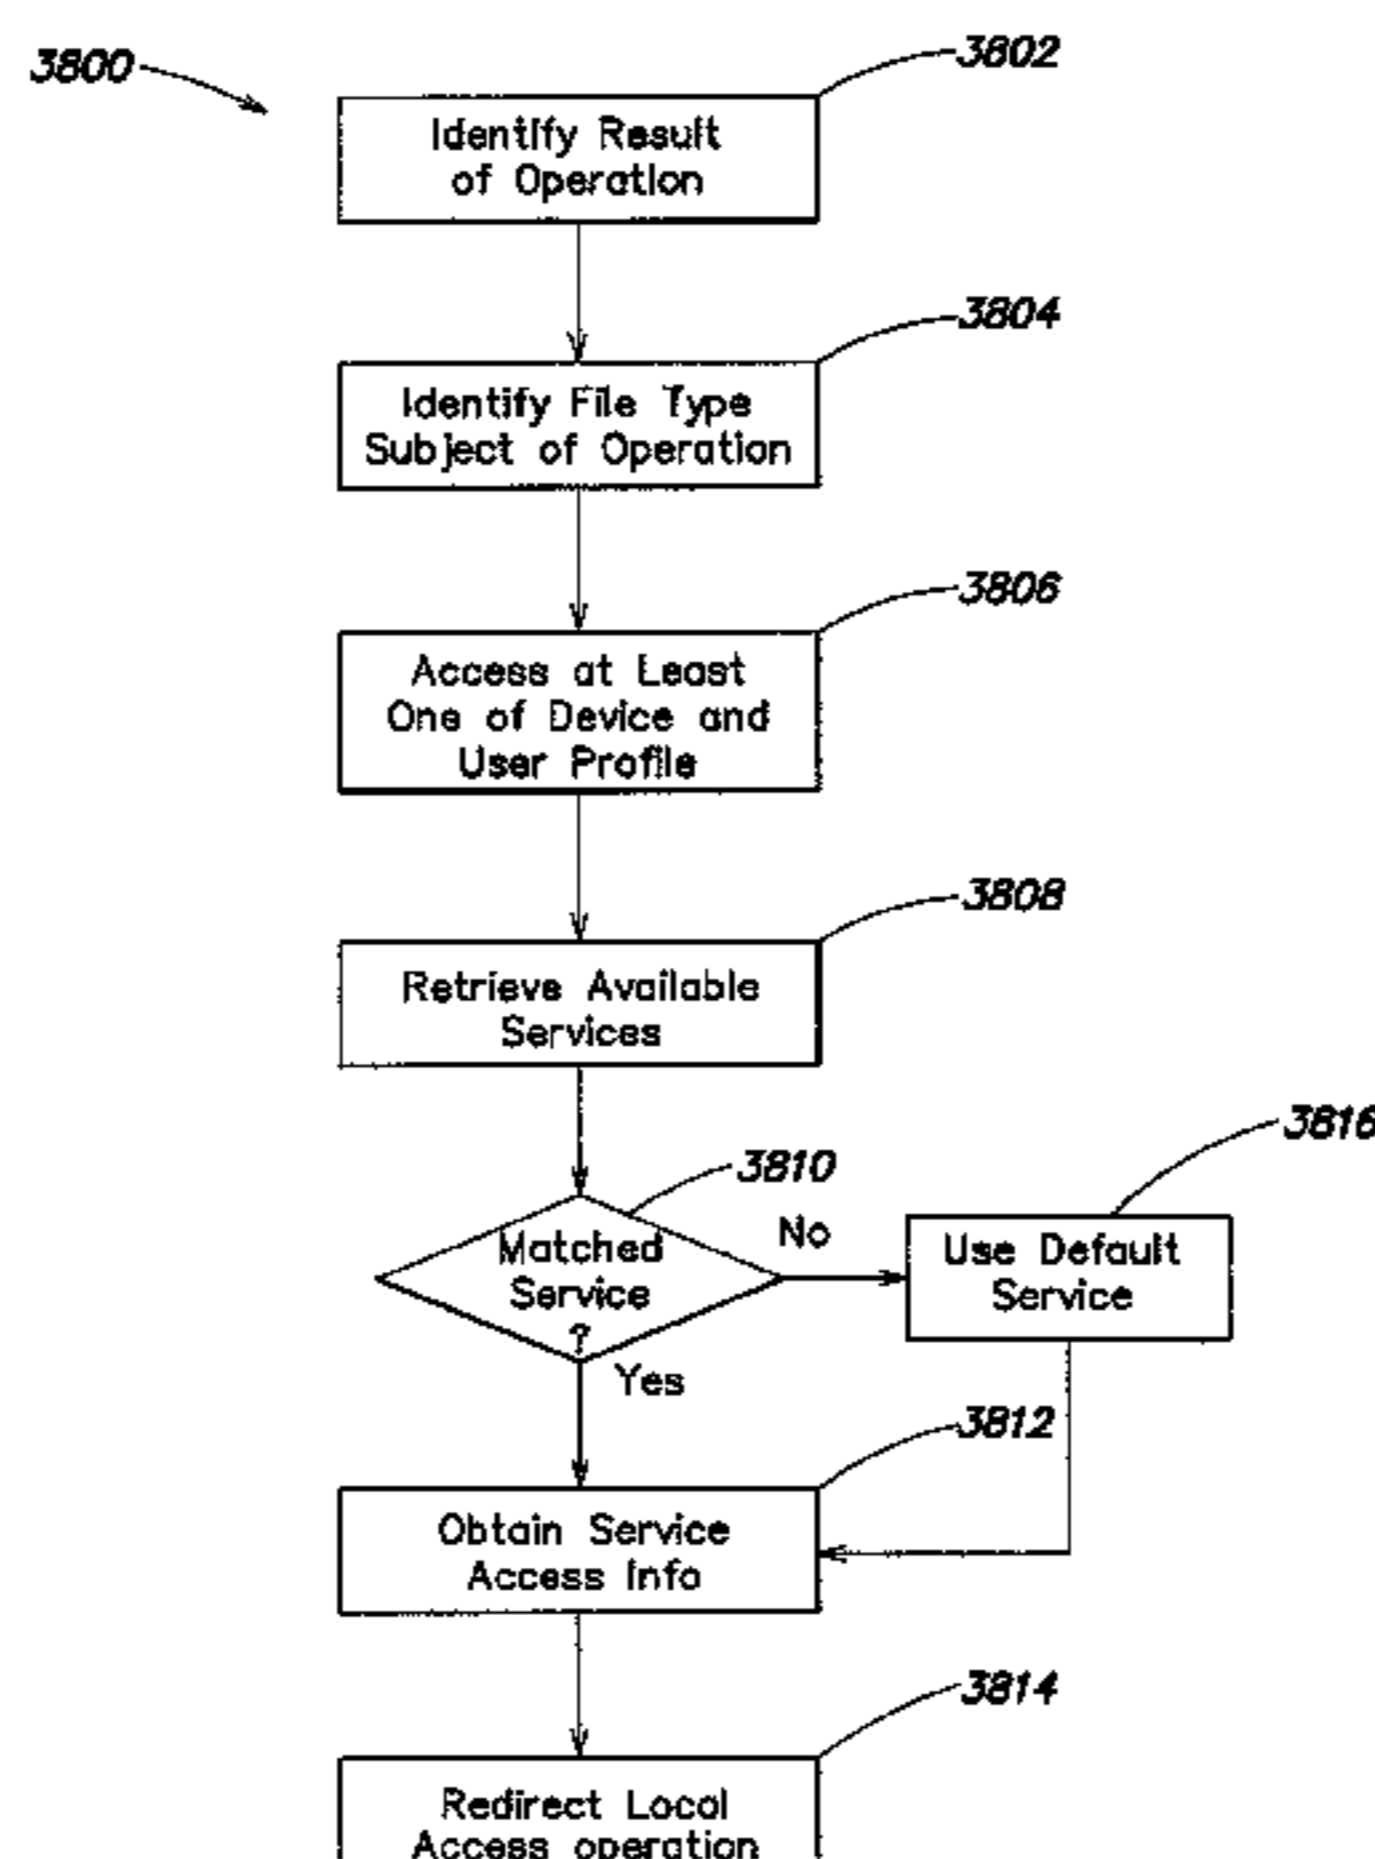 3800
3802
Identify Result
of Operation
3804
Identify File Type
Subject of Operation
3806
Access at Least
One of Device and
User Profile
3808
Retrieve Available
Services
3810
Matched
Service
?
No
Yes
3816
Use Default
Service
3812
Obtain Service
Access Info
3814
Redirect Local
Access operation